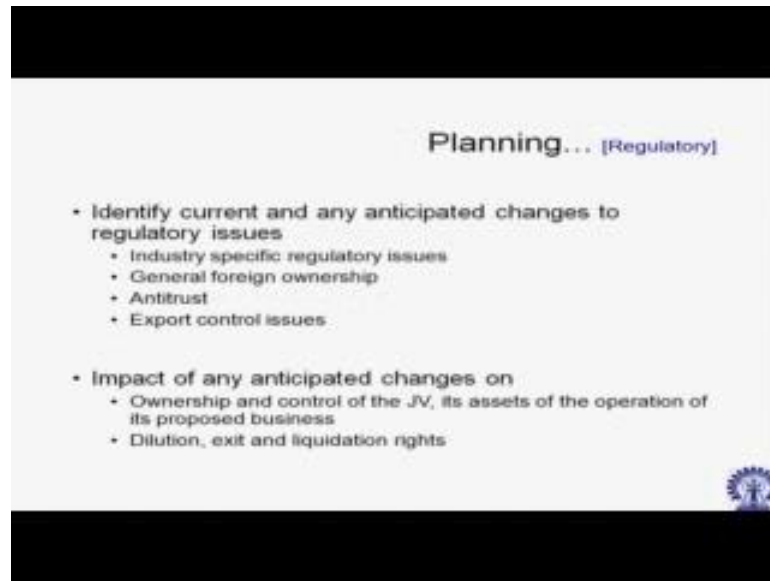 Planning... [Regulatory]
• Identify current and any anticipated changes to
regulatory issues
• Industry specific regulatory issues
• General foreign ownership
• Antitrust
• Export control issues
• Impact of any anticipated changes on
• Ownership and control of the JV, its assets of the operation of
its proposed business
• Dilution, exit and liquidation rights